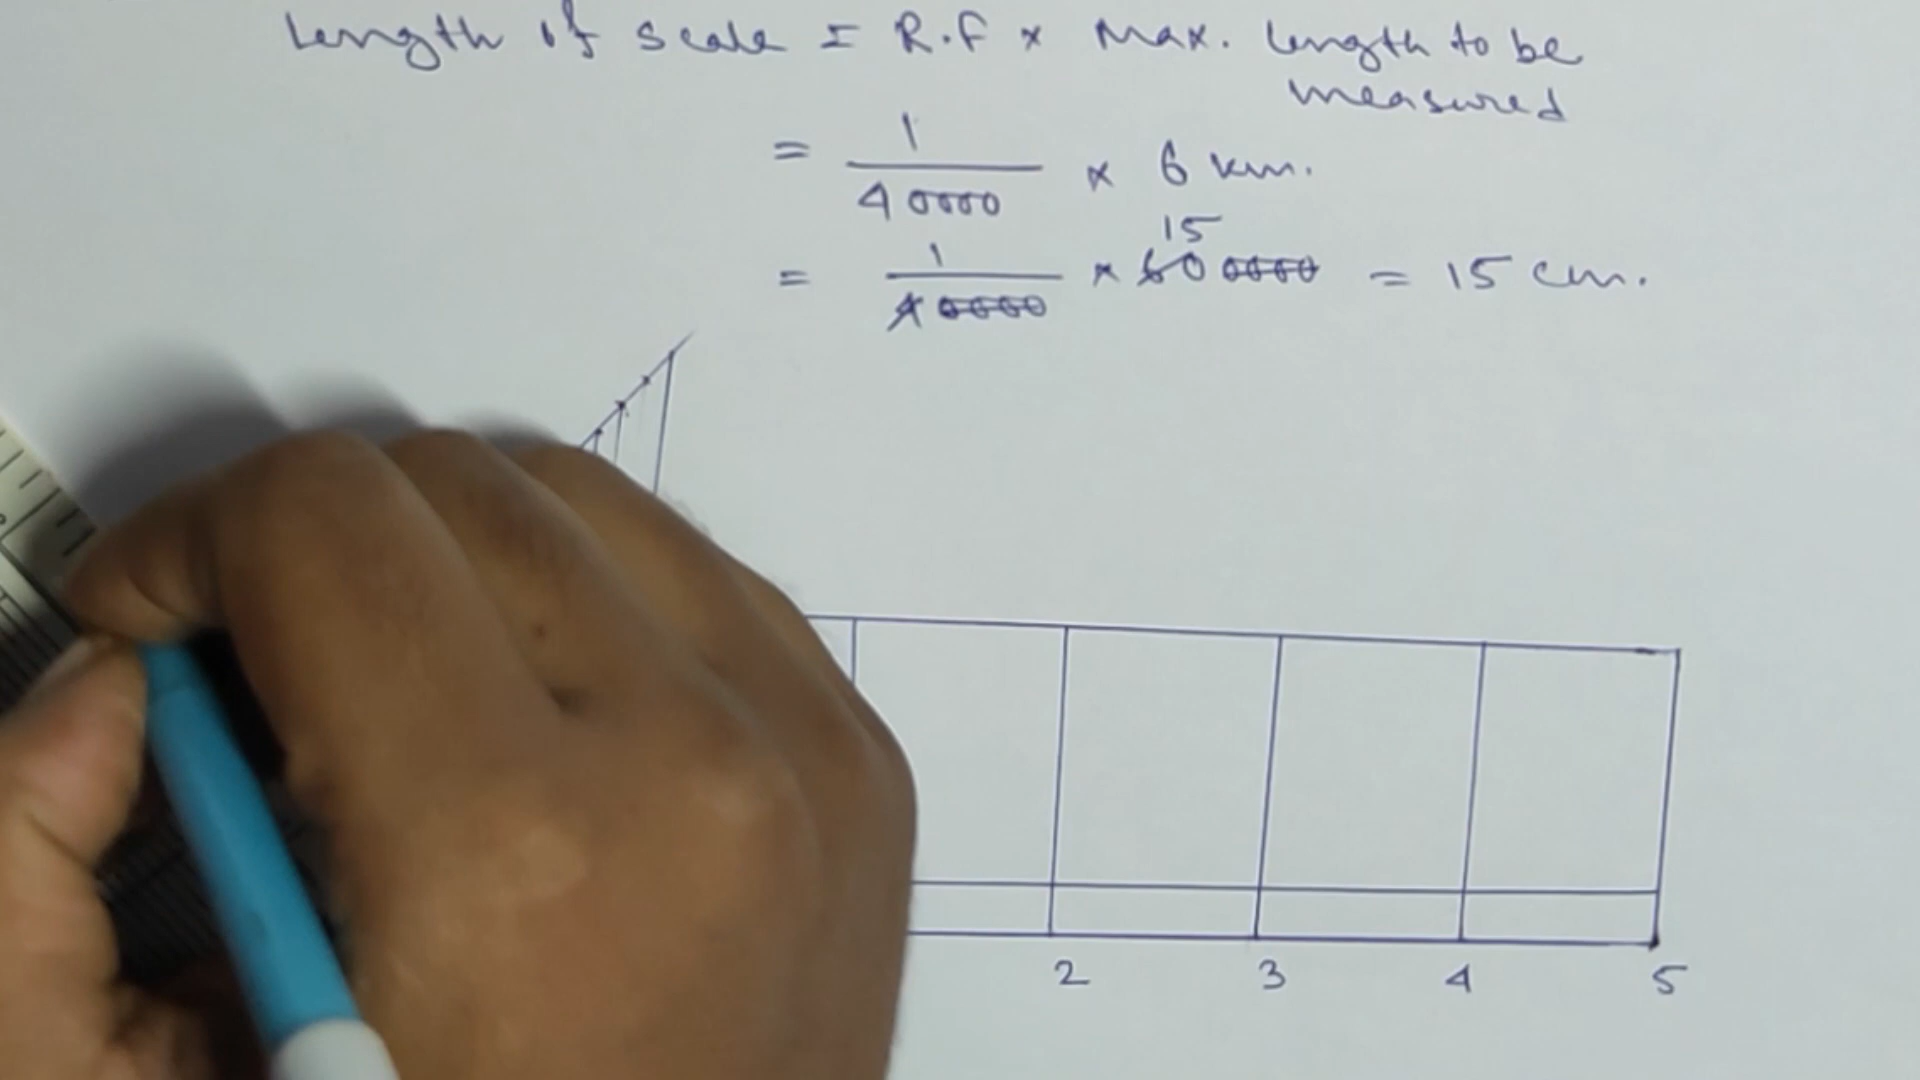 Length of scale = R.F × Max. length to be
measured
= 1/40000 × 6 km.
15
= 1/40000 × 600000 = 15 cm.
2 3 4 5